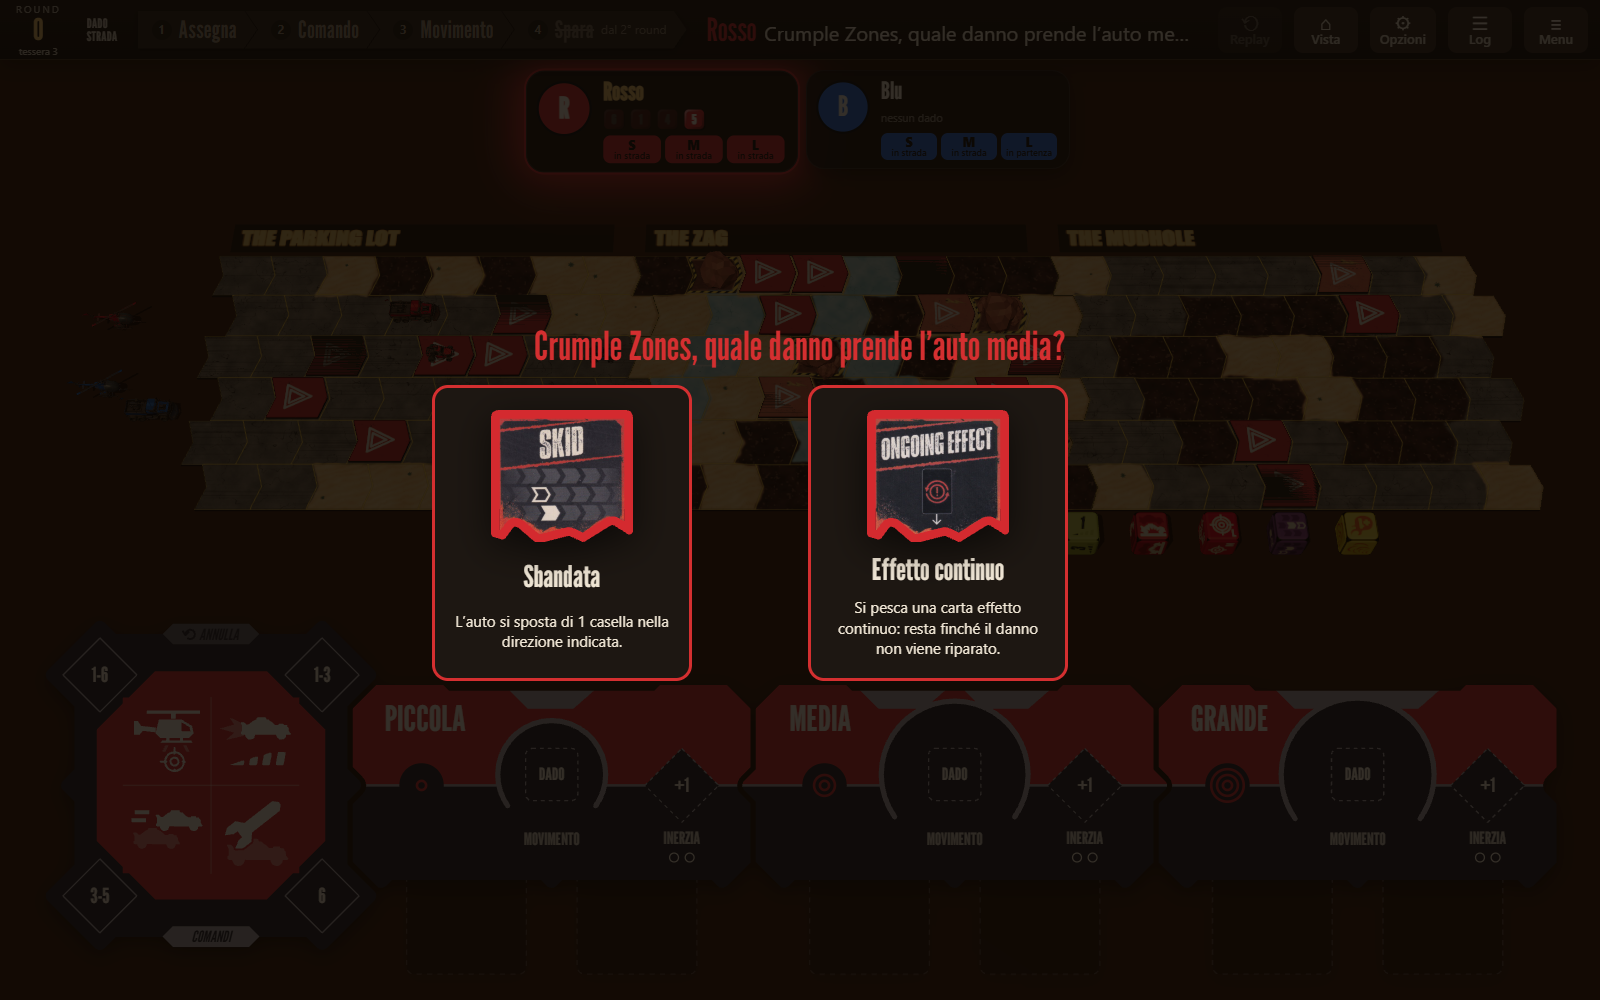 ROUND
0
tessera 3
DADO
STRADA
1 Assegna
2 Comando
3 Movimento
4 Spara dal 2° round
Rosso Crumple Zones, quale danno prende l'auto me...
Replay
Vista
Opzioni
Log
Menu
R
Rosso
5
S
in strada
M
in strada
L
in strada
B
Blu
nessun dado
S
in strada
M
in strada
L
in partenza
THE PARKING LOT
THE ZAG
THE MUDHOLE
Crumple Zones, quale danno prende l'auto media?
SKID
Sbandata
L'auto si sposta di 1 casella nella
direzione indicata.
ONGOING EFFECT
Effetto continuo
Si pesca una carta effetto
continuo: resta finché il danno
non viene riparato.
1
ANNULLA
1-6
1-3
3-5
6
COMANDI
PICCOLA
DADO
+1
MOVIMENTO
INERZIA
MEDIA
DADO
+1
MOVIMENTO
INERZIA
GRANDE
DADO
+1
MOVIMENTO
INERZIA